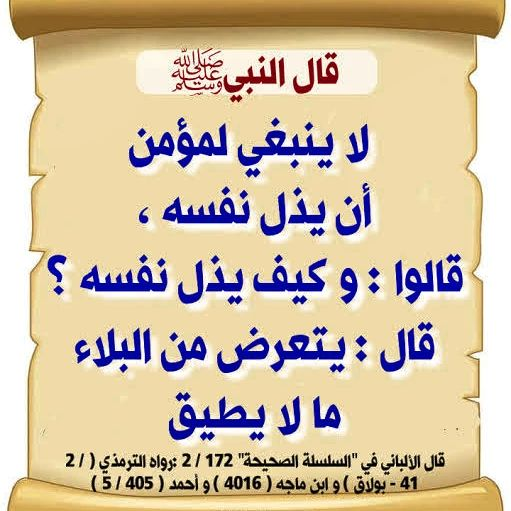 قال النبي ﷺ
لا ينبغي لمؤمن
أن يذل نفسه ،
قالوا : و كيف يذل نفسه ؟
قال : يتعرض من البلاء
ما لا يطيق
قال الألباني في "السلسلة الصحيحة" 172 / 2 :رواه الترمذي ( / 2
41 - بولاق ) و ابن ماجه ( 4016 ) و أحمد ( 405 / 5 )